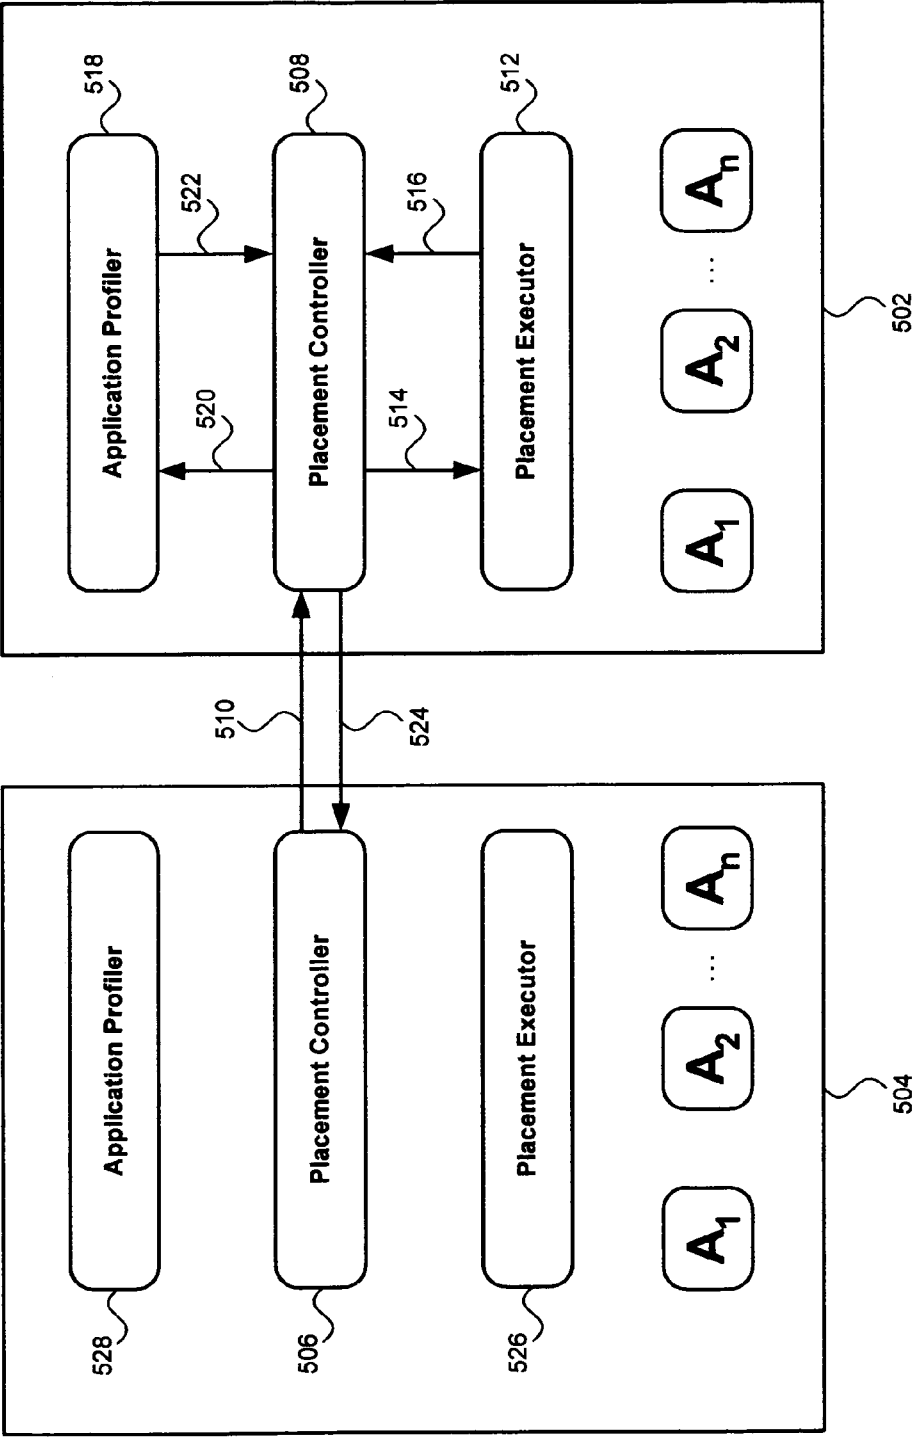 528
Application Profiler
506
Placement Controller
526
Placement Executor
A1
A2
...
An
504
510
524
518
Application Profiler
520
522
508
Placement Controller
514
516
512
Placement Executor
A1
A2
...
An
502